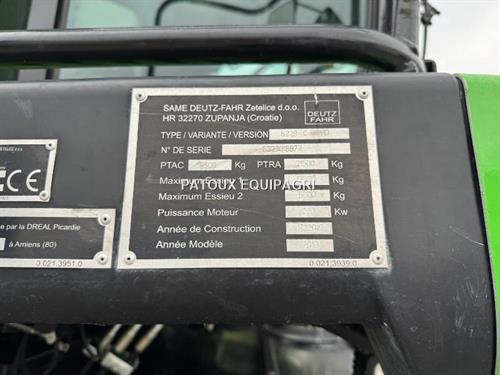 SAME DEUTZ-FAHR Zetelice d.o.o.
HR 32270 ZUPANJA (Croatie)
DEUTZ
FAHR
TYPE / VARIANTE / VERSION
N° DE SERIE
PTAC Kg PTRA Kg
Maximum Essieu 1 Kg
PATOUX EQUIPAGRI
Maximum Essieu 2 Kg
Puissance Moteur Kw
Année de Construction
Année Modèle
0.021.3939.0
CE
par la DREAL Picardie
à Amiens (80)
0.021.3951.0